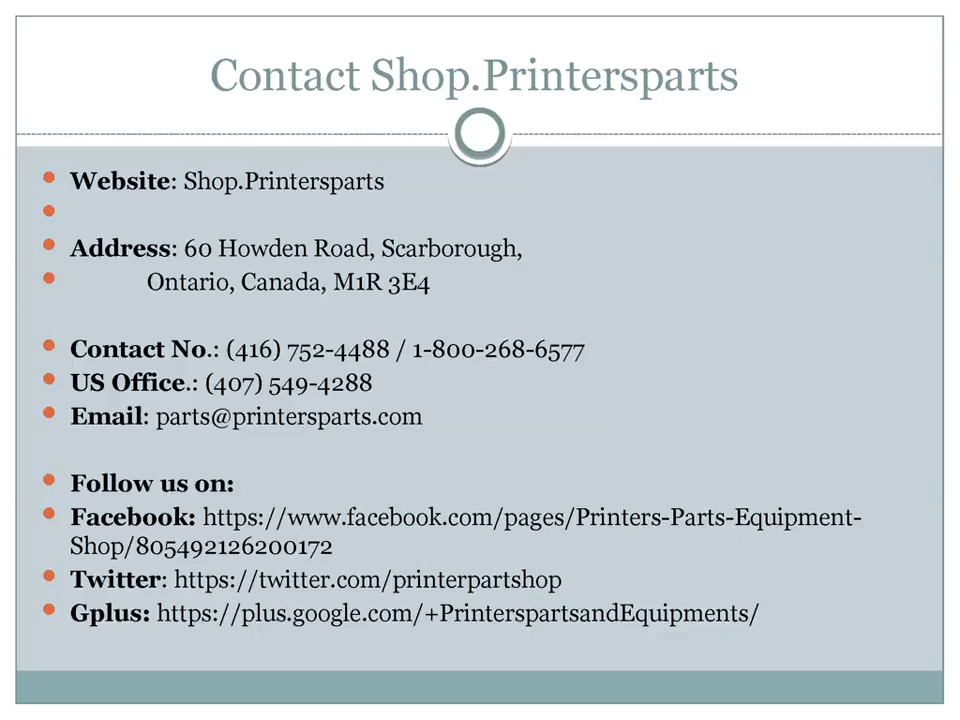 Contact Shop.Printersparts
Website: Shop.Printersparts
Address: 60 Howden Road, Scarborough,
Ontario, Canada, M1R 3E4
Contact No.: (416) 752-4488 / 1-800-268-6577
US Office.: (407) 549-4288
Email: parts@printersparts.com
Follow us on:
Facebook: https://www.facebook.com/pages/Printers-Parts-Equipment-
Shop/805492126200172
Twitter: https://twitter.com/printerpartshop
Gplus: https://plus.google.com/+PrinterspartsandEquipments/